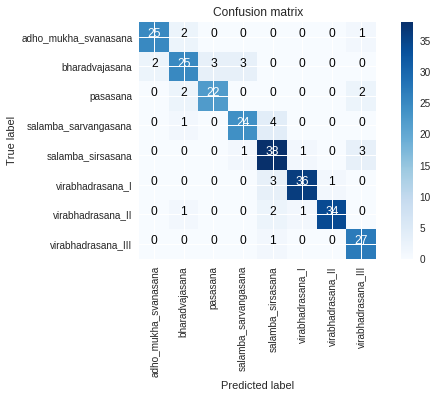 Confusion matrix
True label
adho_mukha_svanasana 25 2 0 0 0 0 0 1
bharadvajasana 2 25 3 3 0 0 0 0
pasasana 0 2 22 0 0 0 0 2
salamba_sarvangasana 0 1 0 24 4 0 0 0
salamba_sirsasana 0 0 0 1 38 1 0 3
virabhadrasana_I 0 0 0 0 3 36 1 0
virabhadrasana_II 0 1 0 0 2 1 34 0
virabhadrasana_III 0 0 0 0 1 0 0 27
adho_mukha_svanasana
bharadvajasana
pasasana
salamba_sarvangasana
salamba_sirsasana
virabhadrasana_I
virabhadrasana_II
virabhadrasana_III
Predicted label
35
30
25
20
15
10
5
0